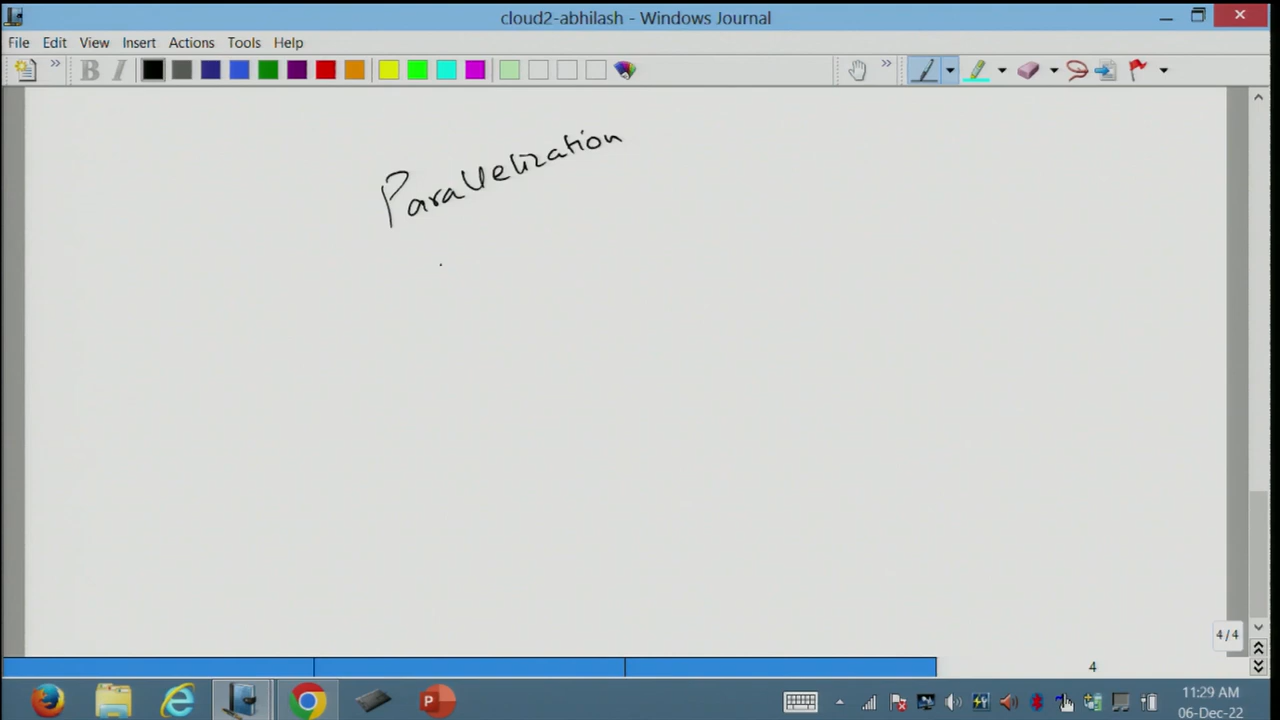 cloud2-abhilash - Windows Journal
File Edit View Insert Actions Tools Help
B I
Parallelization
4/4
4
11:29 AM
06-Dec-22